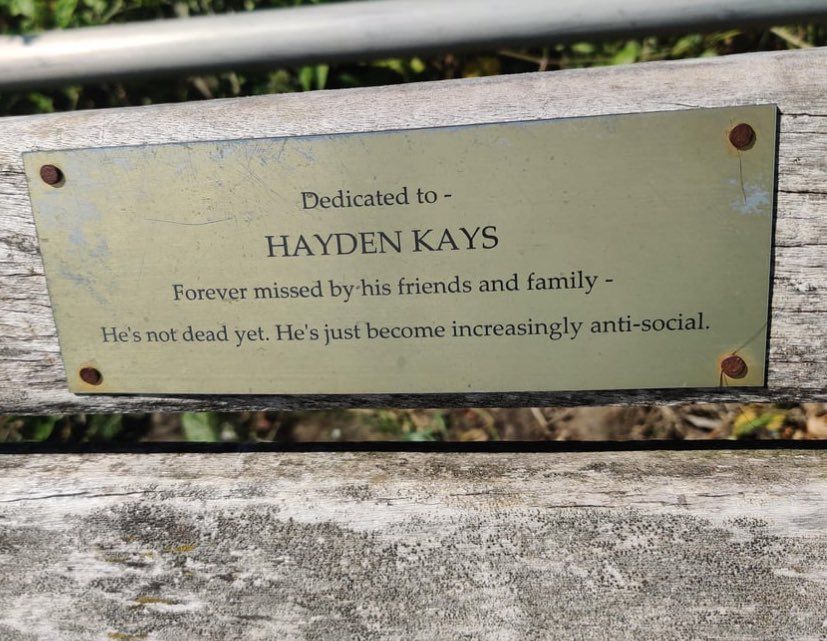 Dedicated to -
HAYDEN KAYS
Forever missed by his friends and family -
He's not dead yet. He's just become increasingly anti-social.